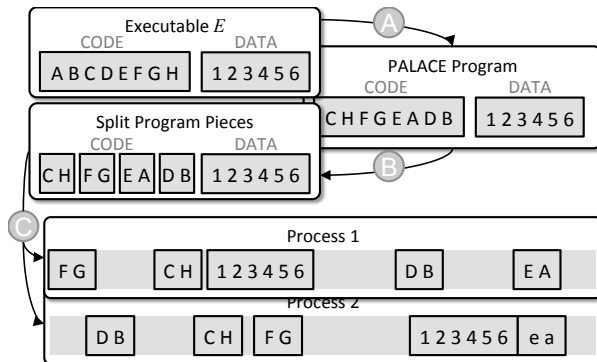 Executable E
CODE DATA
A B C D E F G H 1 2 3 4 5 6
A
PALACE Program
CODE DATA
C H F G E A D B 1 2 3 4 5 6
Split Program Pieces
CODE DATA
C H F G E A D B 1 2 3 4 5 6
B
C
Process 1
F G C H 1 2 3 4 5 6 D B E A
Process 2
D B C H F G 1 2 3 4 5 6 e a